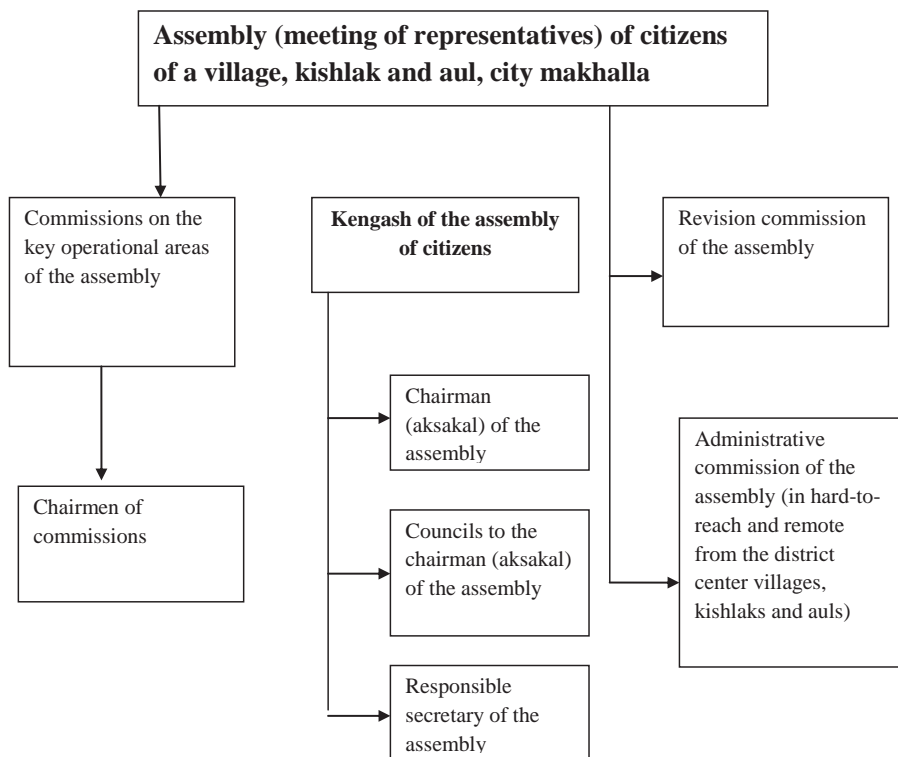 Assembly (meeting of representatives) of citizens
of a village, kishlak and aul, city makhalla
Commissions on the
key operational areas
of the assembly
Kengash of the assembly
of citizens
Revision commission
of the assembly
Chairman
(aksakal) of the
assembly
Administrative
commission of the
assembly (in hard-to-
reach and remote
from the district
center villages,
kishlaks and auls)
Chairmen of
commissions
Councils to the
chairman (aksakal)
of the assembly
Responsible
secretary of the
assembly